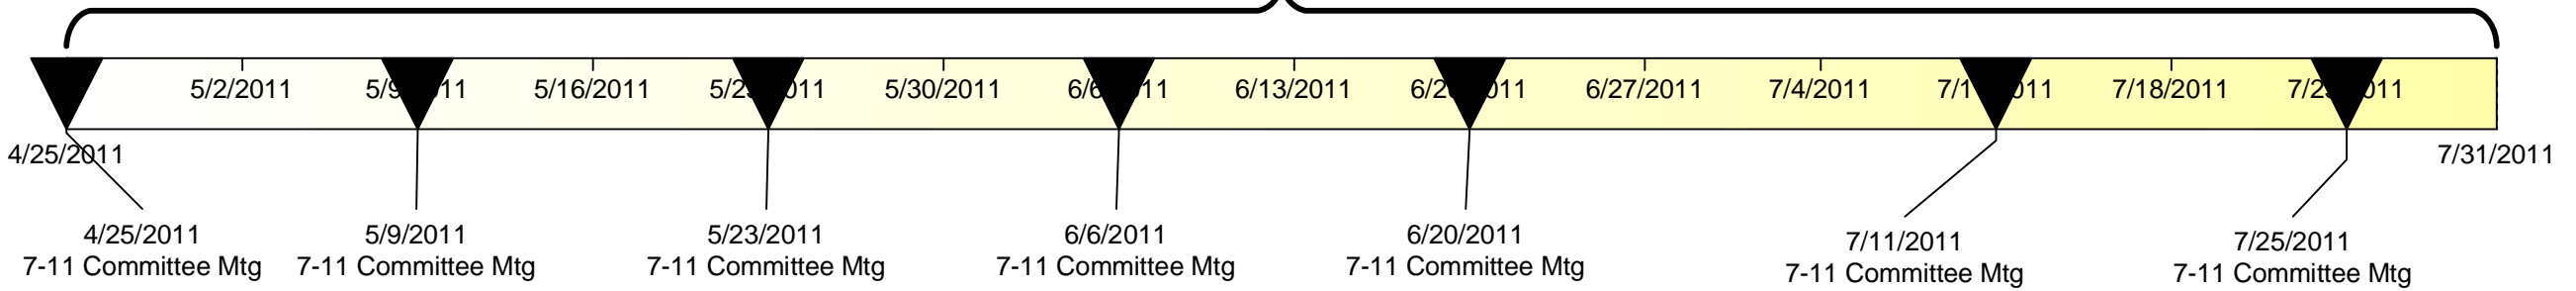 5/2/2011
5/16/2011
5/30/2011
6/13/2011
6/27/2011
7/4/2011
7/18/2011
4/25/2011
7/31/2011
4/25/2011
7-11 Committee Mtg
5/9/2011
7-11 Committee Mtg
5/23/2011
7-11 Committee Mtg
6/6/2011
7-11 Committee Mtg
6/20/2011
7-11 Committee Mtg
7/11/2011
7-11 Committee Mtg
7/25/2011
7-11 Committee Mtg